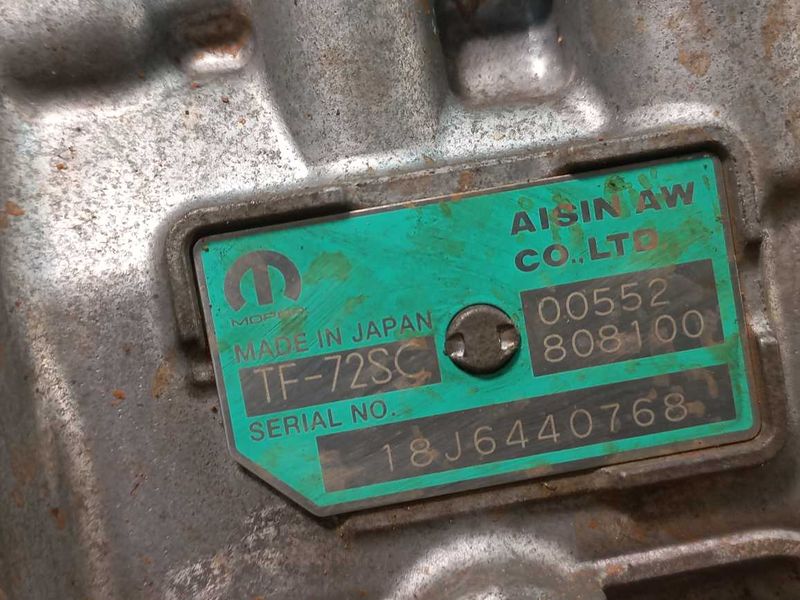 AISIN AW
CO.,LTD
MOPAR
MADE IN JAPAN
TF-72SC
00552
808100
SERIAL NO.
18J6440768